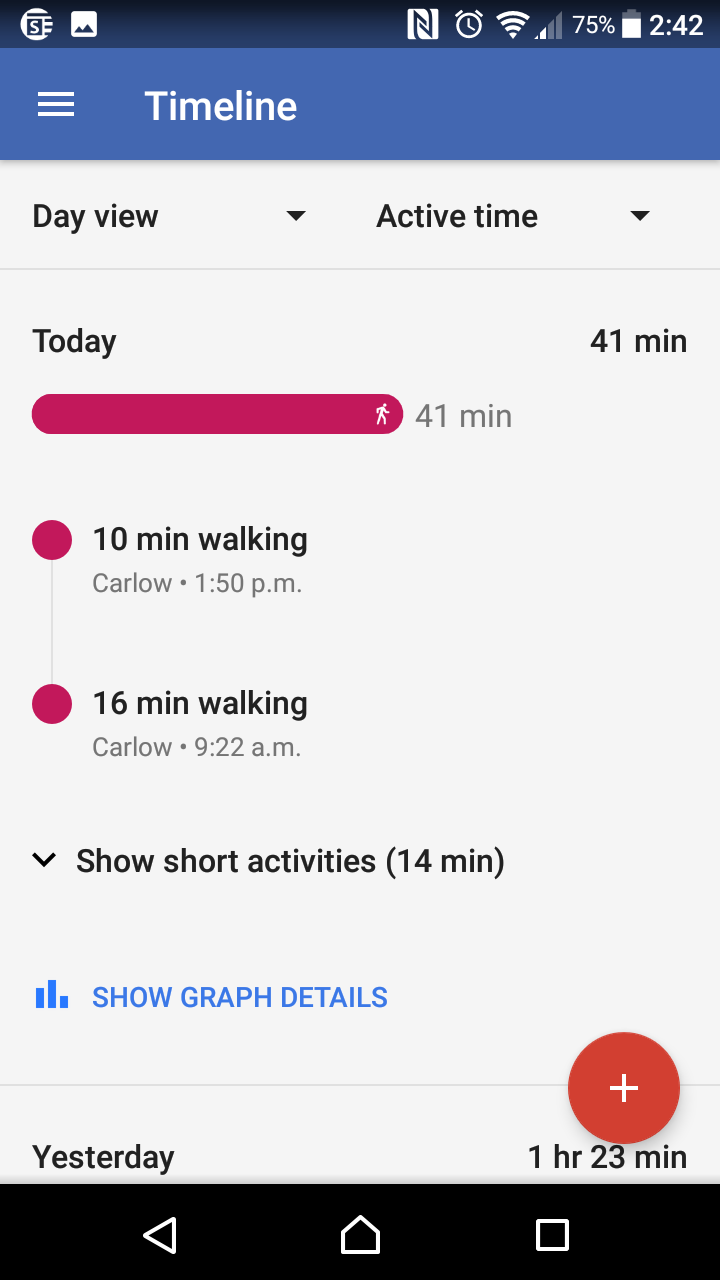 75% 2:42
Timeline
Day view Active time
Today 41 min
41 min
10 min walking
Carlow • 1:50 p.m.
16 min walking
Carlow • 9:22 a.m.
Show short activities (14 min)
SHOW GRAPH DETAILS
+
Yesterday 1 hr 23 min